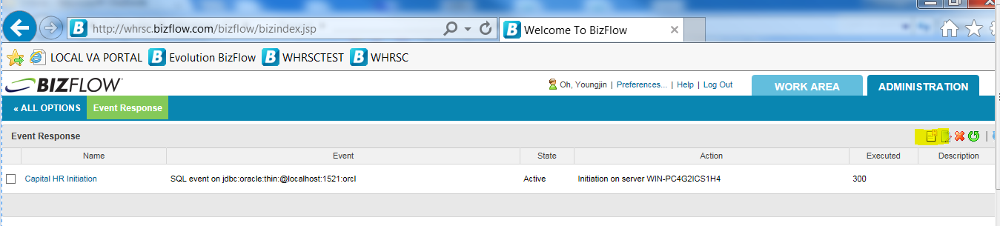 http://whrsc.bizflow.com/bizflow/bizindex.jsp
Welcome To BizFlow
LOCAL VA PORTAL Evolution BizFlow WHRSCTEST WHRSC
BIZFLOW Oh, Youngjin | Preferences... | Help | Log Out WORK AREA ADMINISTRATION
« ALL OPTIONS Event Response
Event Response
Name Event State Action Executed Description
Capital HR Initiation SQL event on jdbc:oracle:thin:@localhost:1521:orcl Active Initiation on server WIN-PC4G2ICS1H4 300